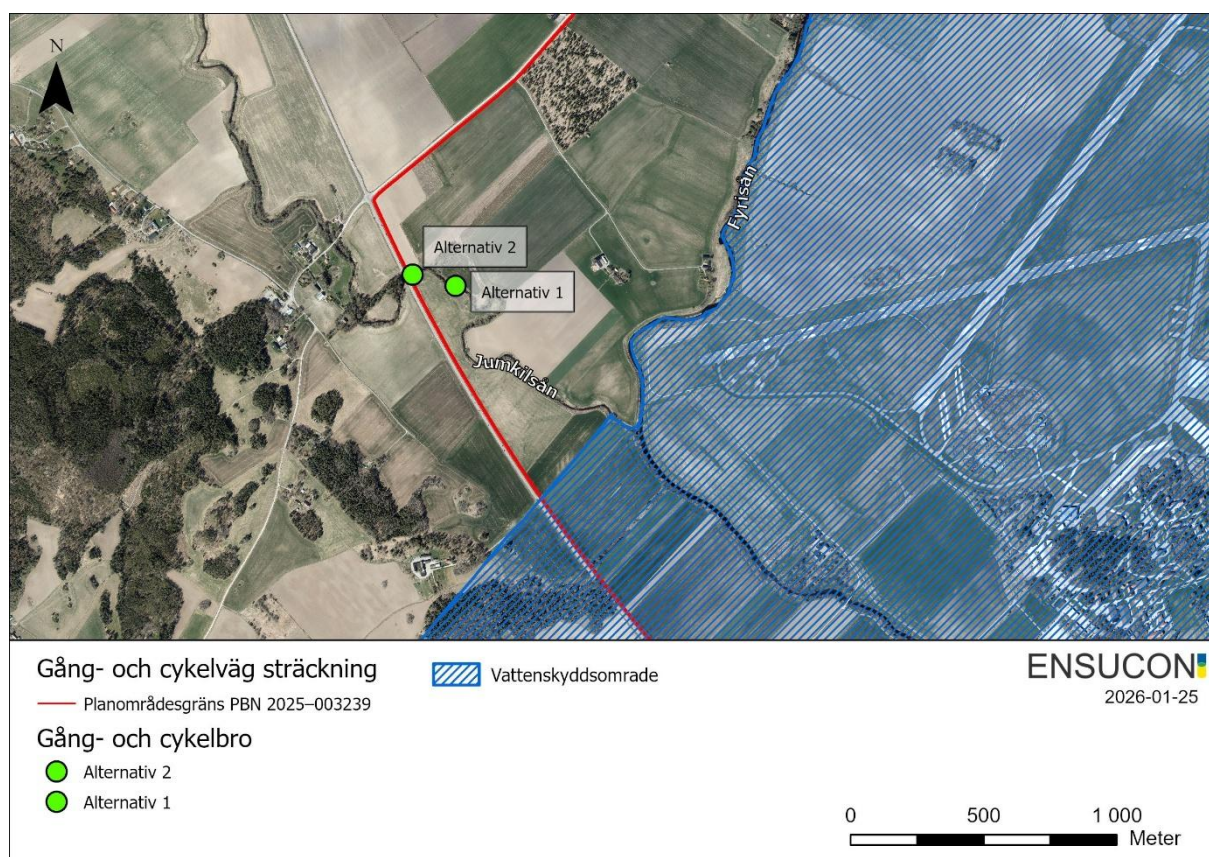 N
Alternativ 2
Alternativ 1
Fyrisån
Jumkilsån
Gång- och cykelväg sträckning
Planområdesgräns PBN 2025–003239
Gång- och cykelbro
Alternativ 2
Alternativ 1
Vattenskyddsomrade
ENSUCON
2026-01-25
0 500 1 000
Meter